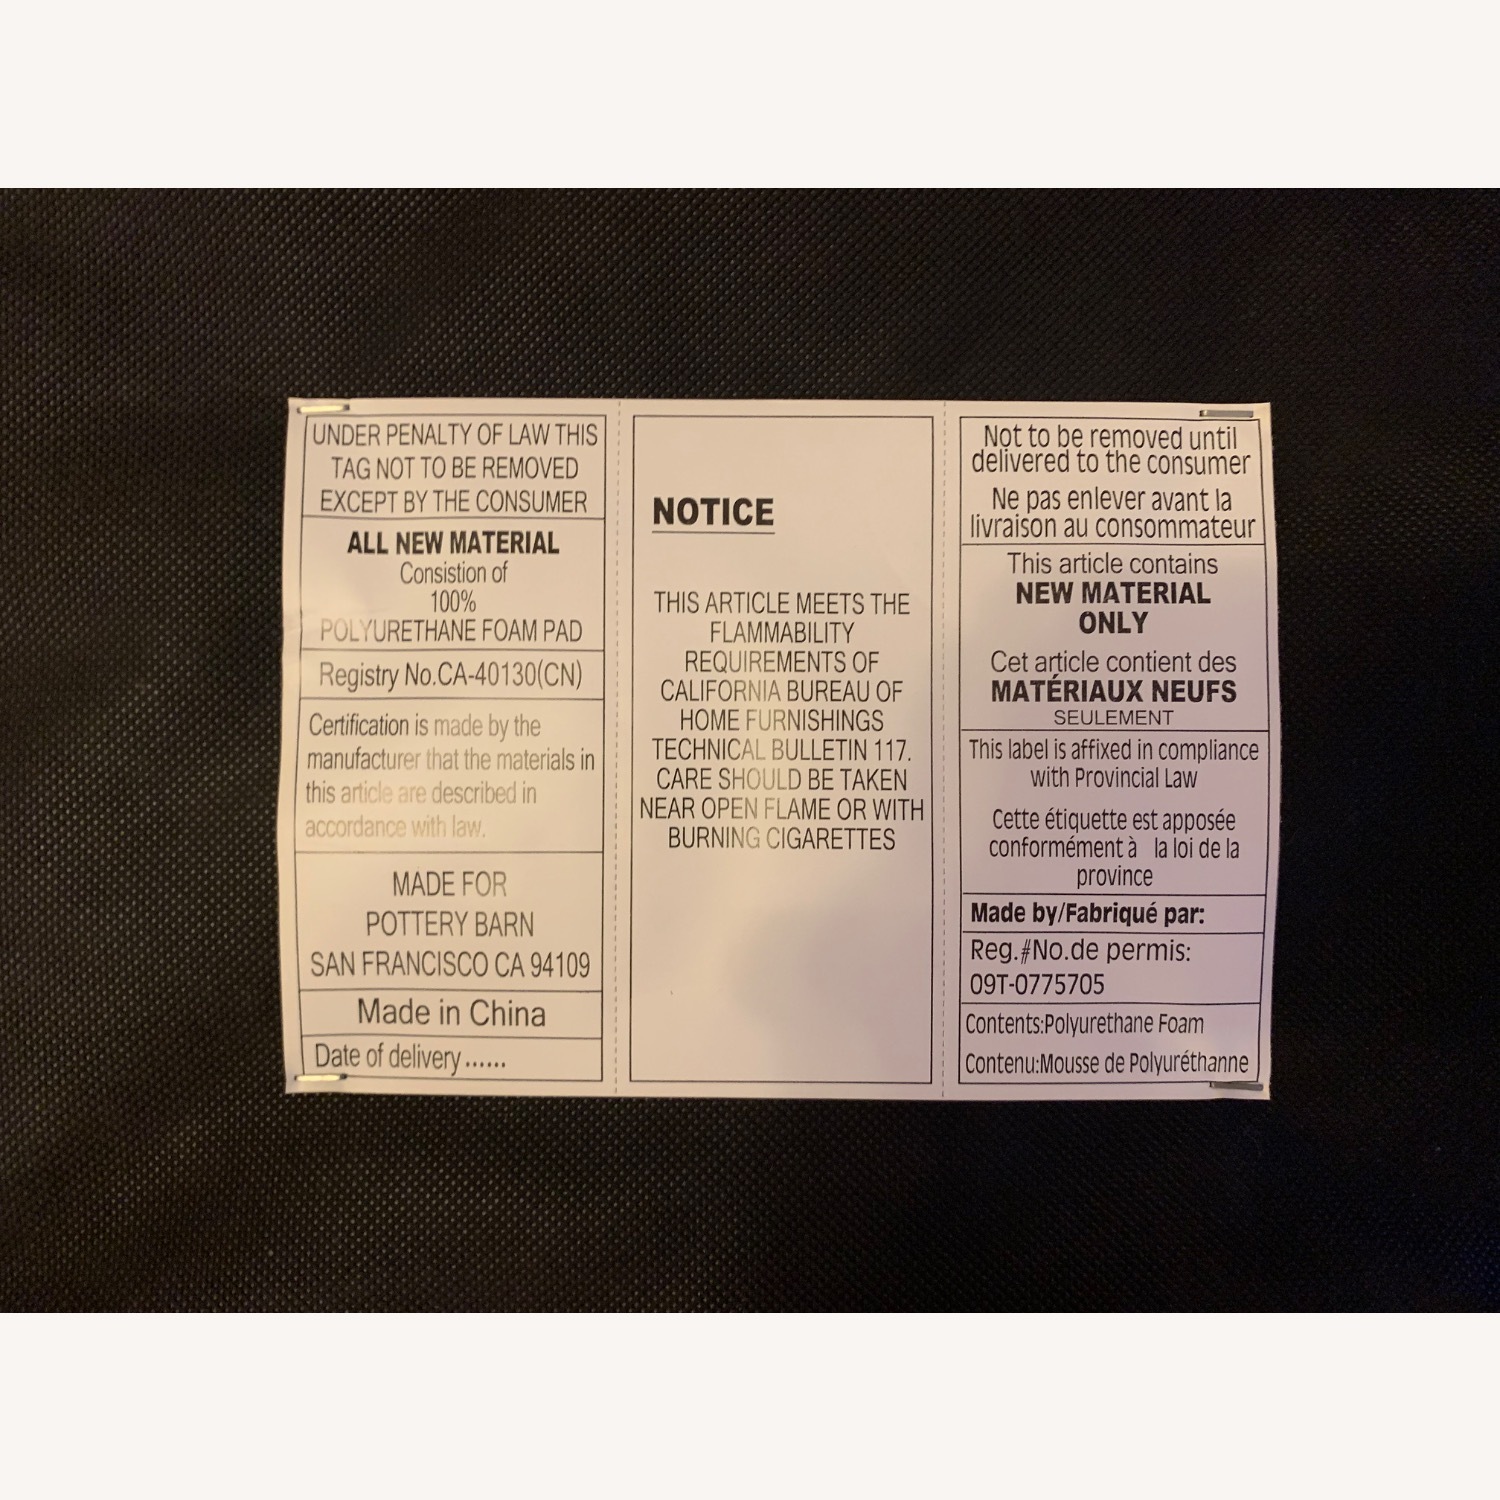 UNDER PENALTY OF LAW THIS
TAG NOT TO BE REMOVED
EXCEPT BY THE CONSUMER
ALL NEW MATERIAL
Consistion of
100%
POLYURETHANE FOAM PAD
Registry No.CA-40130(CN)
Certification is made by the
manufacturer that the materials in
this article are described in
accordance with law.
MADE FOR
POTTERY BARN
SAN FRANCISCO CA 94109
Made in China
Date of delivery......
NOTICE
THIS ARTICLE MEETS THE
FLAMMABILITY
REQUIREMENTS OF
CALIFORNIA BUREAU OF
HOME FURNISHINGS
TECHNICAL BULLETIN 117.
CARE SHOULD BE TAKEN
NEAR OPEN FLAME OR WITH
BURNING CIGARETTES
Not to be removed until
delivered to the consumer
Ne pas enlever avant la
livraison au consommateur
This article contains
NEW MATERIAL
ONLY
Cet article contient des
MATÉRIAUX NEUFS
SEULEMENT
This label is affixed in compliance
with Provincial Law
Cette étiquette est apposée
conformément à la loi de la
province
Made by/Fabriqué par:
Reg.#No.de permis:
09T-0775705
Contents:Polyurethane Foam
Contenu:Mousse de Polyuréthanne